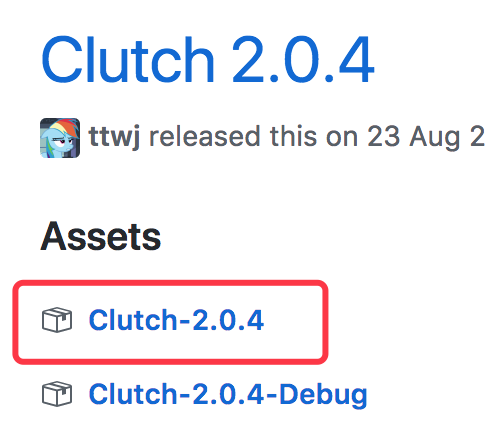 Clutch 2.0.4
ttwj released this on 23 Aug 2
Assets
Clutch-2.0.4
Clutch-2.0.4-Debug